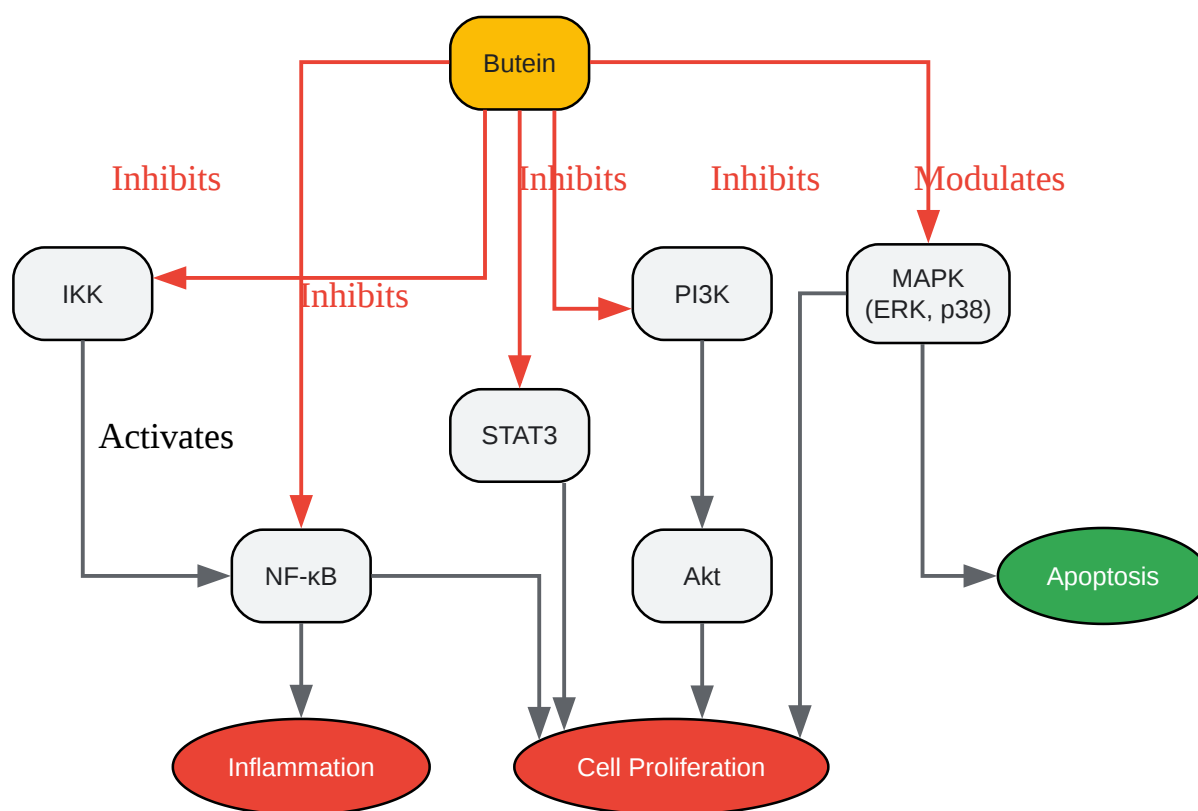 Butein
Inhibits
Inhibits
Inhibits
Modulates
IKK
Inhibits
PI3K
MAPK
(ERK, p38)
Activates
STAT3
NF-κB
Akt
Apoptosis
Inflammation
Cell Proliferation